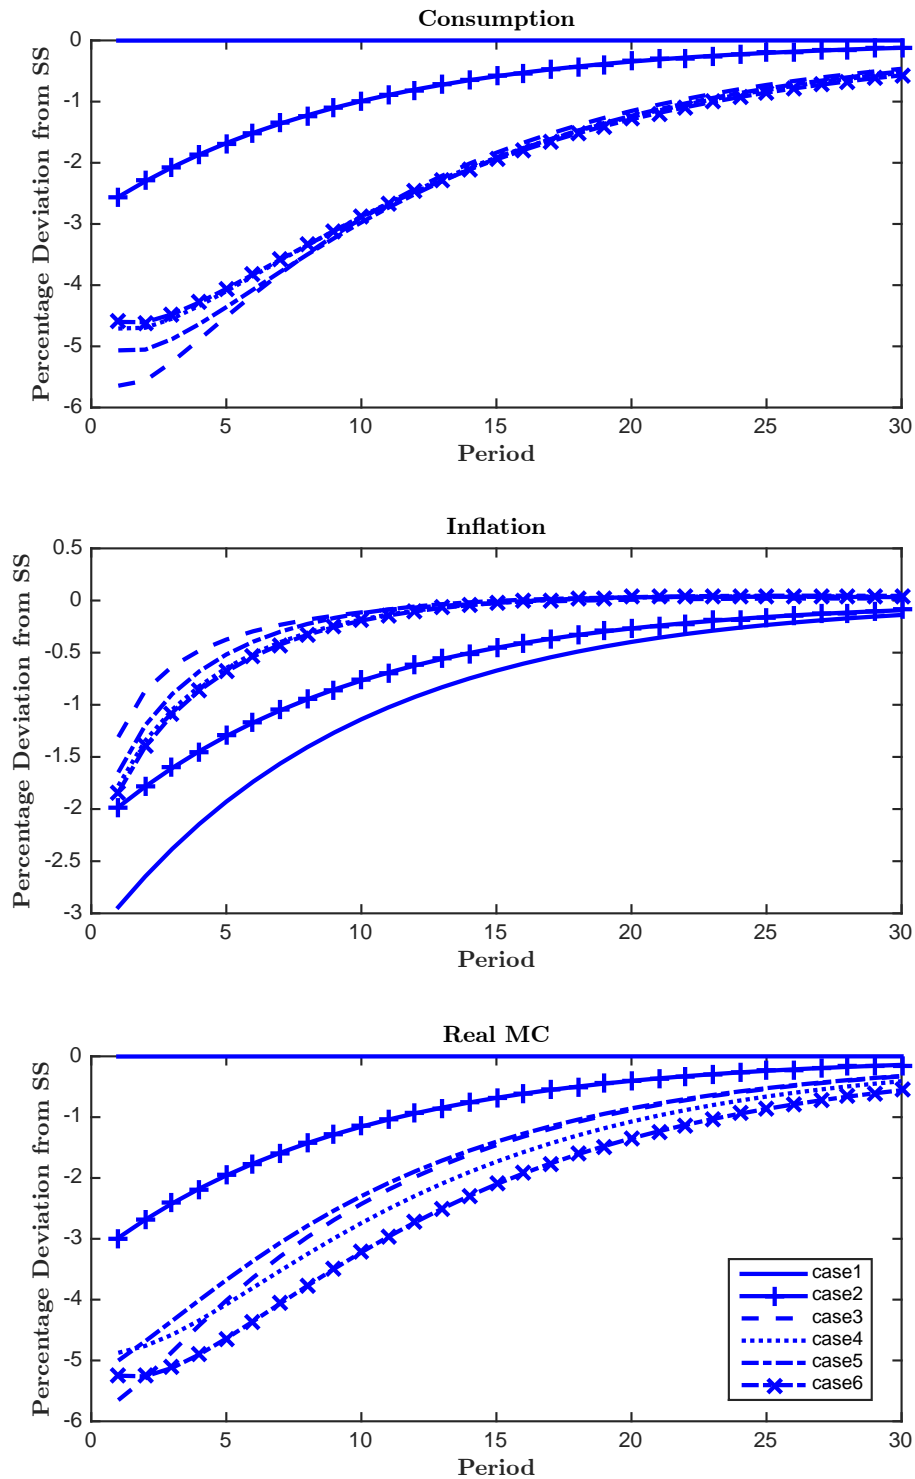 Consumption
Percentage Deviation from SS
0
-1
-2
-3
-4
-5
-6
0 5 10 15 20 25 30
Period
Inflation
Percentage Deviation from SS
0.5
0
-0.5
-1
-1.5
-2
-2.5
-3
0 5 10 15 20 25 30
Period
Real MC
Percentage Deviation from SS
0
-1
-2
-3
-4
-5
-6
0 5 10 15 20 25 30
Period
case1
case2
case3
case4
case5
case6